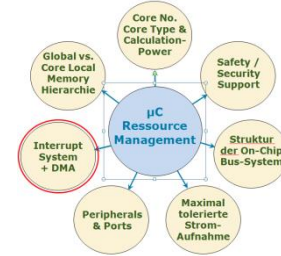 Core No.
Core Type &
Calculation-
Power
Global vs.
Core Local
Memory
Hierarchie
Safety /
Security
Support
µC
Ressource
Management
Interrupt
System
+ DMA
Struktur
der On-Chip
Bus-System
Peripherals
& Ports
Maximal
tolerierte
Strom-
Aufnahme